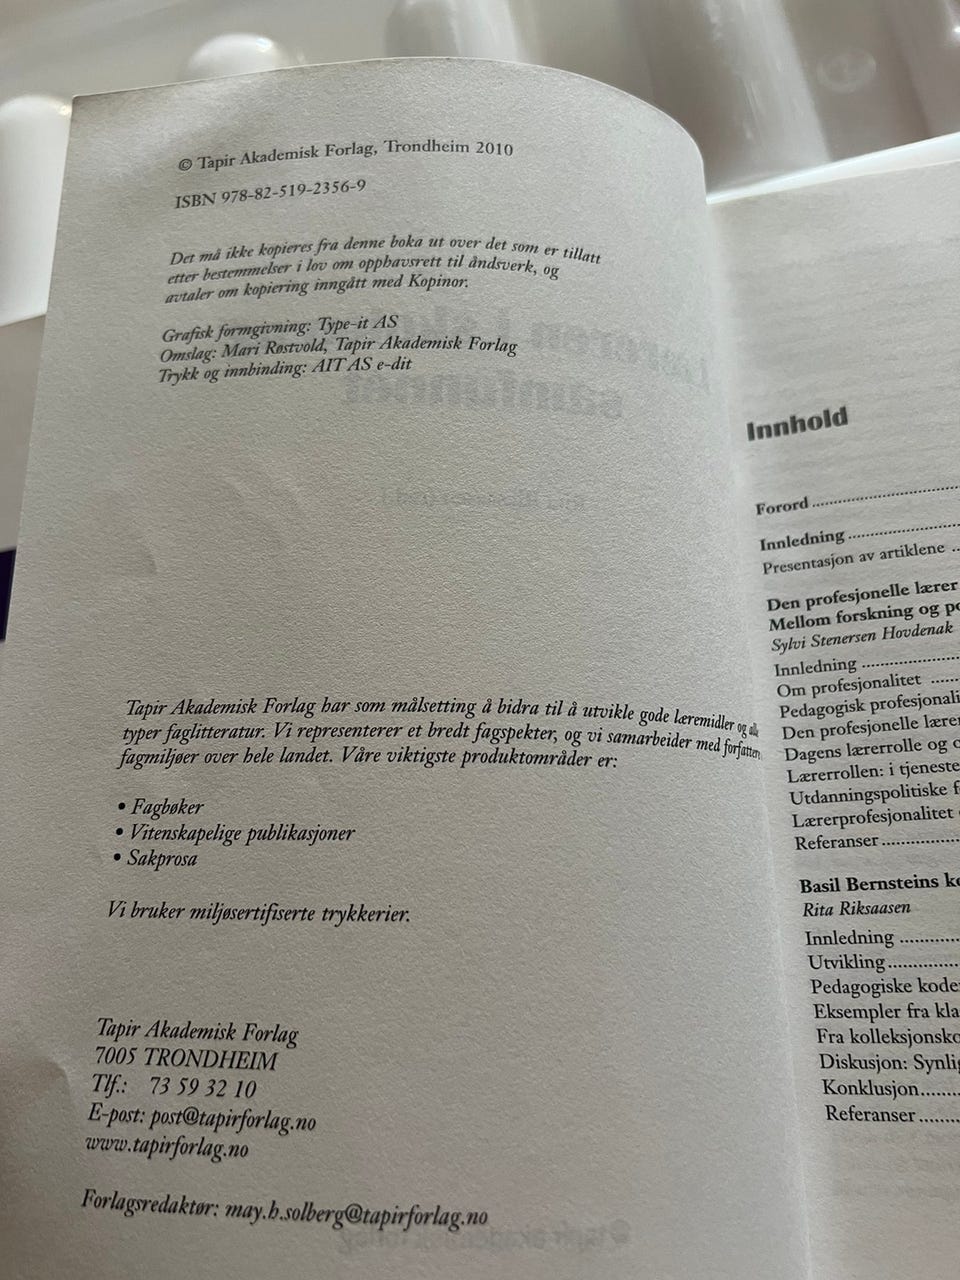 © Tapir Akademisk Forlag, Trondheim 2010
ISBN 978-82-519-2356-9
Det må ikke kopieres fra denne boka ut over det som er tillatt
etter bestemmelser i lov om opphavsrett til åndsverk, og
avtaler om kopiering inngått med Kopinor.
Grafisk formgivning: Type-it AS
Omslag: Mari Røstvold, Tapir Akademisk Forlag
Trykk og innbinding: AIT AS e-dit
Tapir Akademisk Forlag har som målsetting å bidra til å utvikle gode læremidler og
typer faglitteratur. Vi representerer et bredt fagspekter, og vi samarbeider med
fagmiljøer over hele landet. Våre viktigste produktområder er:
• Fagbøker
• Vitenskapelige publikasjoner
• Sakprosa
Vi bruker miljøsertifiserte trykkerier.
Tapir Akademisk Forlag
7005 TRONDHEIM
Tlf.: 73 59 32 10
E-post: post@tapirforlag.no
www.tapirforlag.no
Forlagsredaktør: may.h.solberg@tapirforlag.no
Innhold
Forord
Innledning
Presentasjon av artiklene
Den profesjonelle lærer
Mellom forskning og
Sylvi Stenersen Hovdenak
Innledning
Om profesjonalitet
Pedagogisk
Den profesjonelle
Dagens lærerrolle og
Lærerrollen: i
Utdanningspolitiske
Lærerprofesjonalitet
Referanser
Basil Bernsteins
Rita Riksaasen
Innledning
Utvikling
Pedagogiske
Eksempler fra
Fra
Diskusjon:
Konklusjon
Referanser